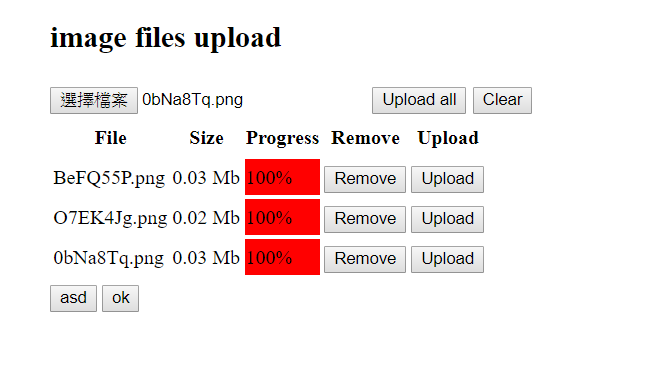 image files upload
選擇檔案 0bNa8Tq.png Upload all Clear
File Size Progress Remove Upload
BeFQ55P.png 0.03 Mb 100% Remove Upload
O7EK4Jg.png 0.02 Mb 100% Remove Upload
0bNa8Tq.png 0.03 Mb 100% Remove Upload
asd ok